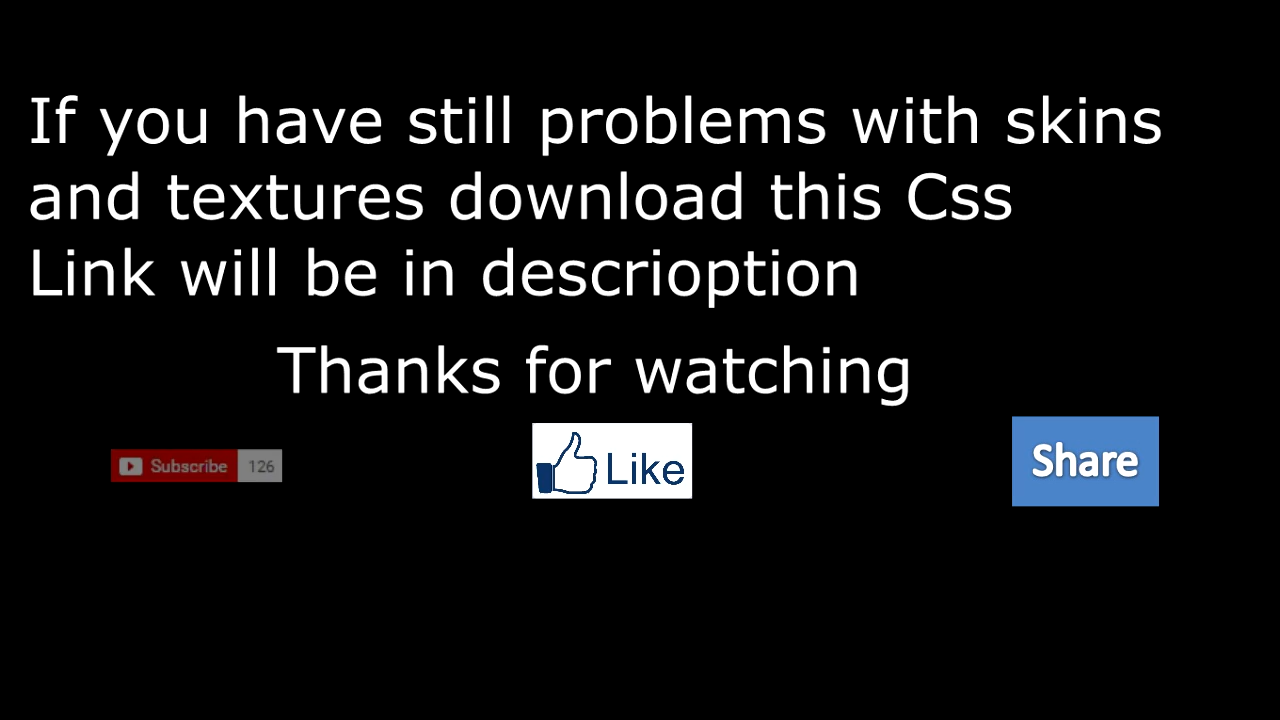 If you have still problems with skins
and textures download this Css
Link will be in descrioption
Thanks for watching
Subscribe 126
Like
Share